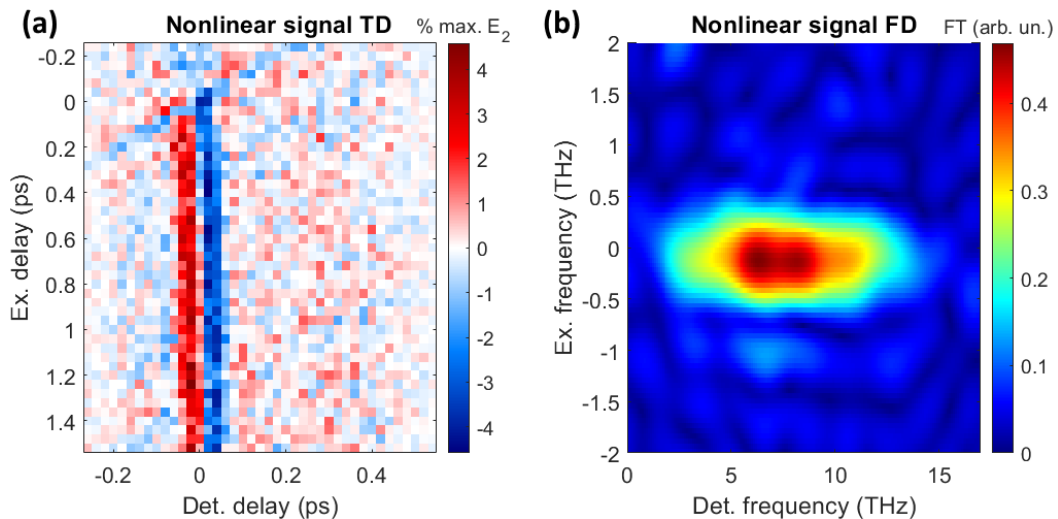 (a)
Nonlinear signal TD
% max. E2
-0.2
0
0.2
0.4
0.6
0.8
1
1.2
1.4
Ex. delay (ps)
-0.2 0 0.2 0.4
Det. delay (ps)
4
3
2
1
0
-1
-2
-3
-4
(b)
Nonlinear signal FD
FT (arb. un.)
2
1.5
1
0.5
0
-0.5
-1
-1.5
-2
Ex. frequency (THz)
0 5 10 15
Det. frequency (THz)
0.4
0.3
0.2
0.1
0